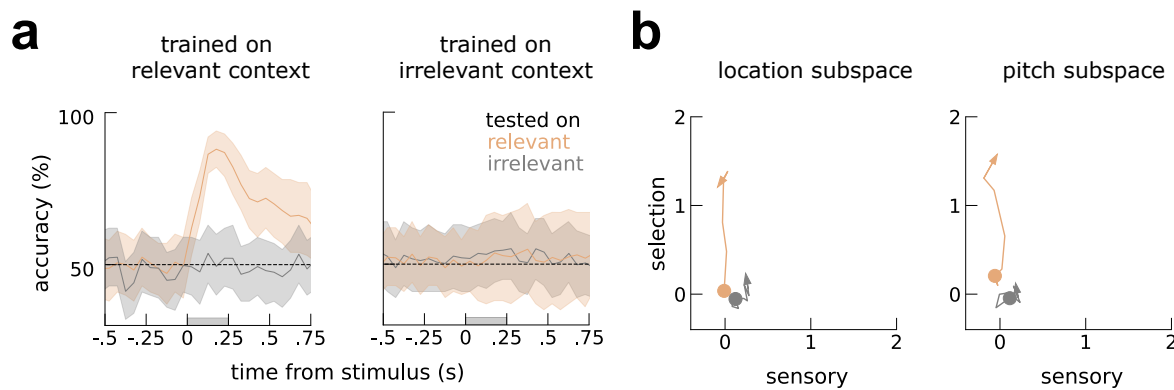 a
trained on
relevant context
trained on
irrelevant context
accuracy (%)
100
50
tested on
relevant
irrelevant
-.5 -.25 0 .25 .5 .75
-.5 -.25 0 .25 .5 .75
time from stimulus (s)
b
location subspace
pitch subspace
selection
2
1
0
2
1
0
0 1 2
0 1 2
sensory
sensory